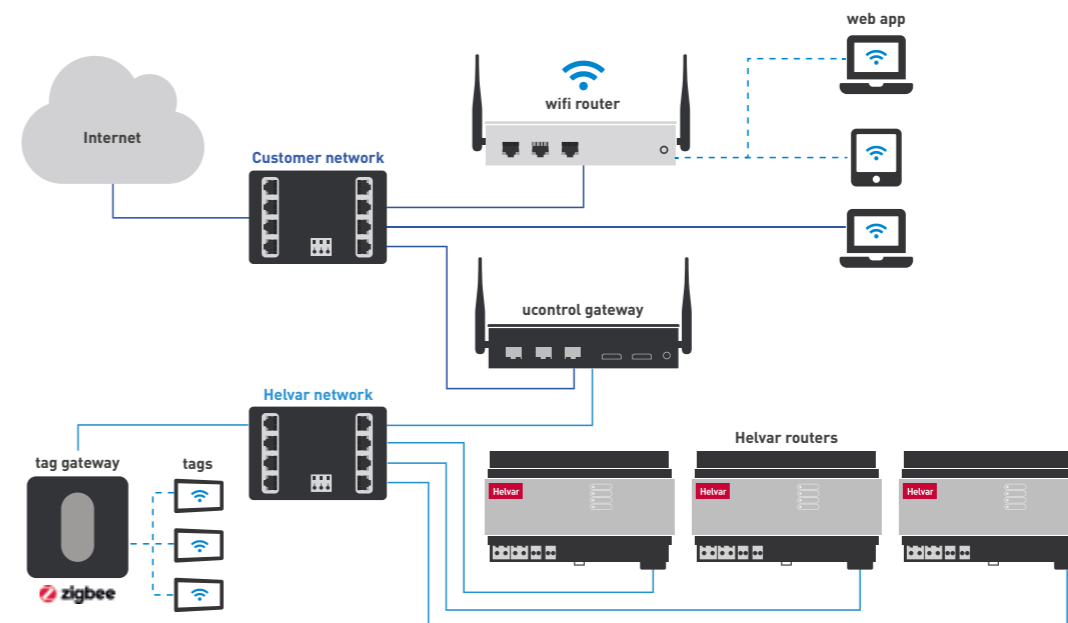 web app
wifi router
Internet
Customer network
ucontrol gateway
Helvar network
Helvar routers
tag gateway
tags
Helvar
Helvar
Helvar
zigbee